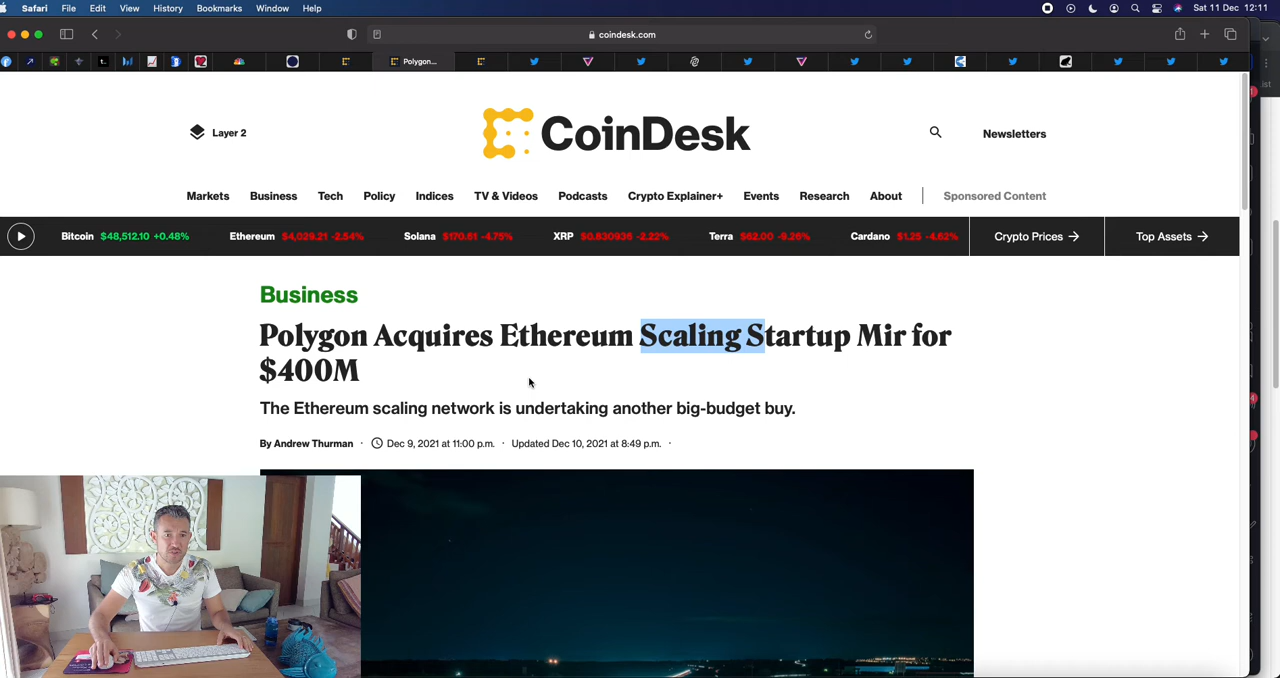 Safari File Edit View History Bookmarks Window Help Sat 11 Dec 12:11
coindesk.com
Polygon...
Layer 2
CoinDesk
Newsletters
Markets Business Tech Policy Indices TV & Videos Podcasts Crypto Explainer+ Events Research About Sponsored Content
Bitcoin $48,512.10 +0.48% Ethereum $4,029.21 -2.54% Solana $170.61 -4.75% XRP $0.830936 -2.22% Terra $62.00 -9.26% Cardano $1.25 -4.62% Crypto Prices → Top Assets →
Business
Polygon Acquires Ethereum Scaling Startup Mir for
$400M
The Ethereum scaling network is undertaking another big-budget buy.
By Andrew Thurman · Dec 9, 2021 at 11:00 p.m. · Updated Dec 10, 2021 at 8:49 p.m. ·